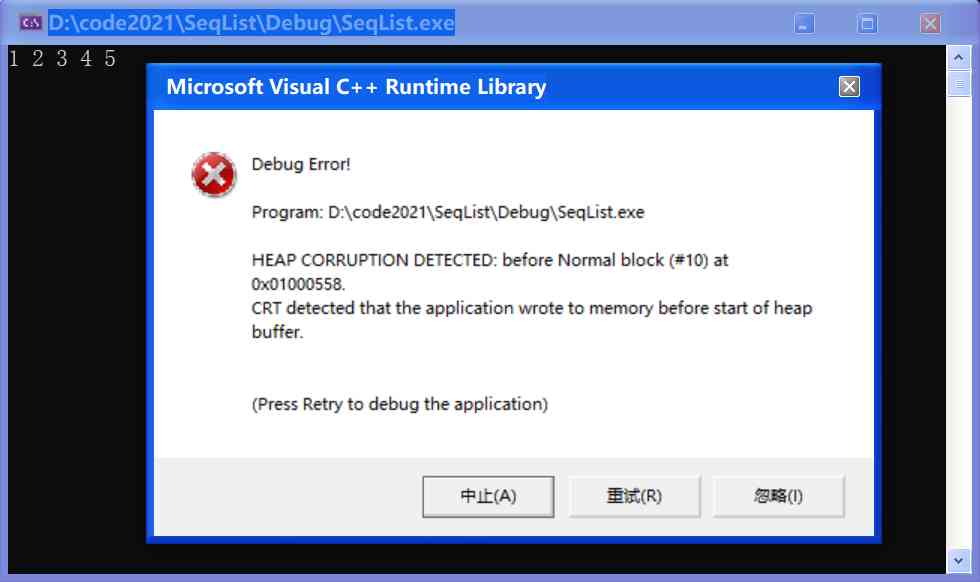 D:\code2021\SeqList\Debug\SeqList.exe
1 2 3 4 5
Microsoft Visual C++ Runtime Library
Debug Error!
Program: D:\code2021\SeqList\Debug\SeqList.exe
HEAP CORRUPTION DETECTED: before Normal block (#10) at
0x01000558.
CRT detected that the application wrote to memory before start of heap
buffer.
(Press Retry to debug the application)
中止(A) 重试(R) 忽略(I)